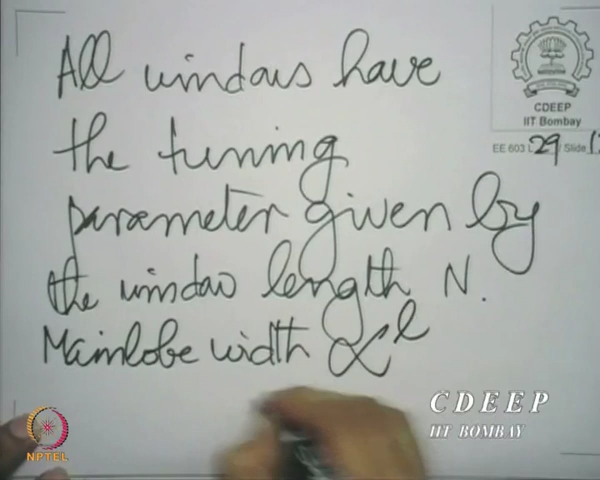 All windows have
the tuning
parameter given by
the window length N.
Mainlobe width ∝l
CDEEP
IIT Bombay
EE 603 L 29 / Slide
CDEEP
IIT BOMBAY
NPTEL